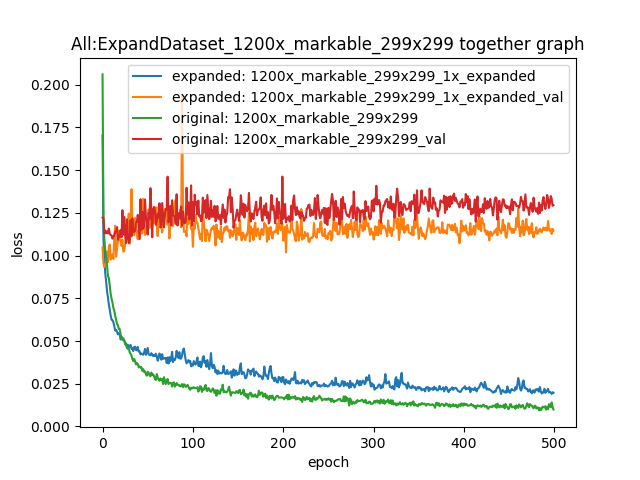 All:ExpandDataset_1200x_markable_299x299 together graph
expanded: 1200x_markable_299x299_1x_expanded
expanded: 1200x_markable_299x299_1x_expanded_val
original: 1200x_markable_299x299
original: 1200x_markable_299x299_val
0.200
0.175
0.150
0.125
0.100
0.075
0.050
0.025
0.000
loss
0 100 200 300 400 500
epoch